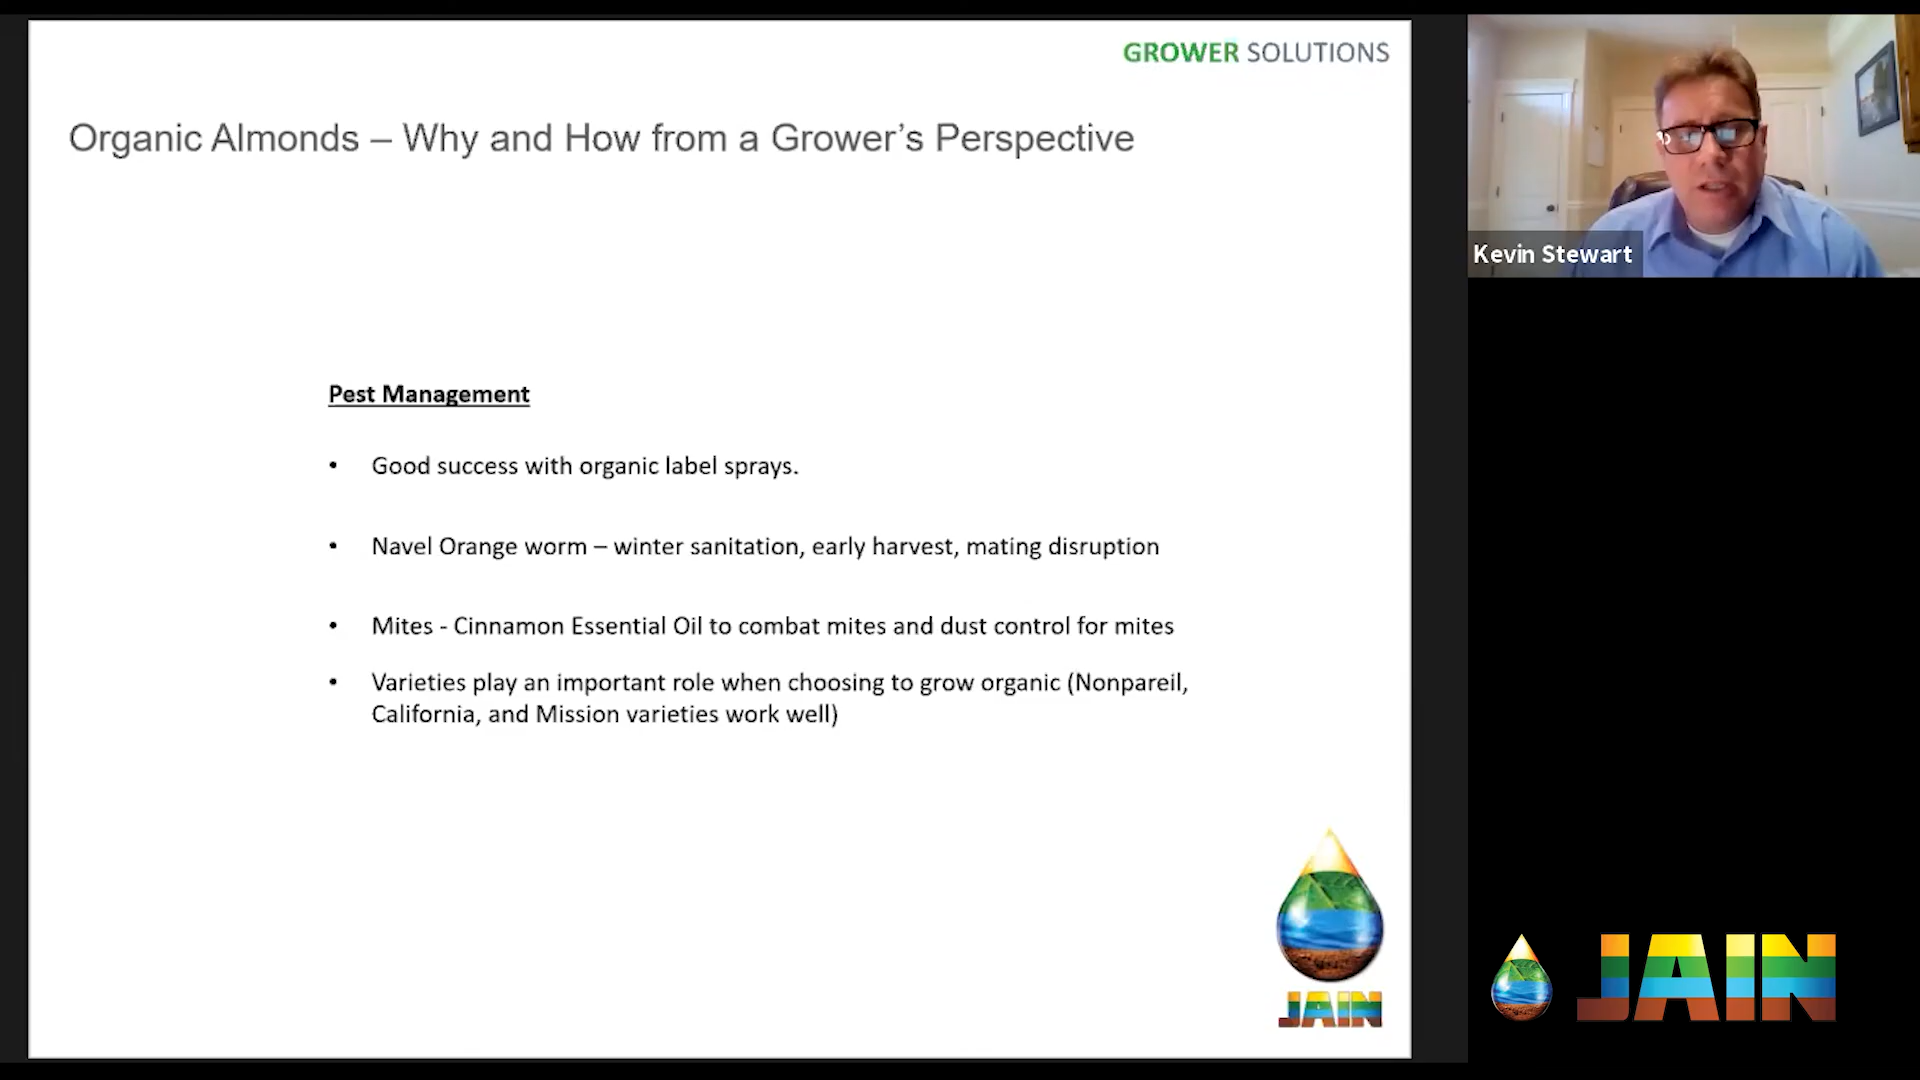 GROWER SOLUTIONS
Organic Almonds – Why and How from a Grower’s Perspective
Kevin Stewart
Pest Management
• Good success with organic label sprays.
• Navel Orange worm – winter sanitation, early harvest, mating disruption
• Mites - Cinnamon Essential Oil to combat mites and dust control for mites
• Varieties play an important role when choosing to grow organic (Nonpareil,
California, and Mission varieties work well)
JAIN
JAIN